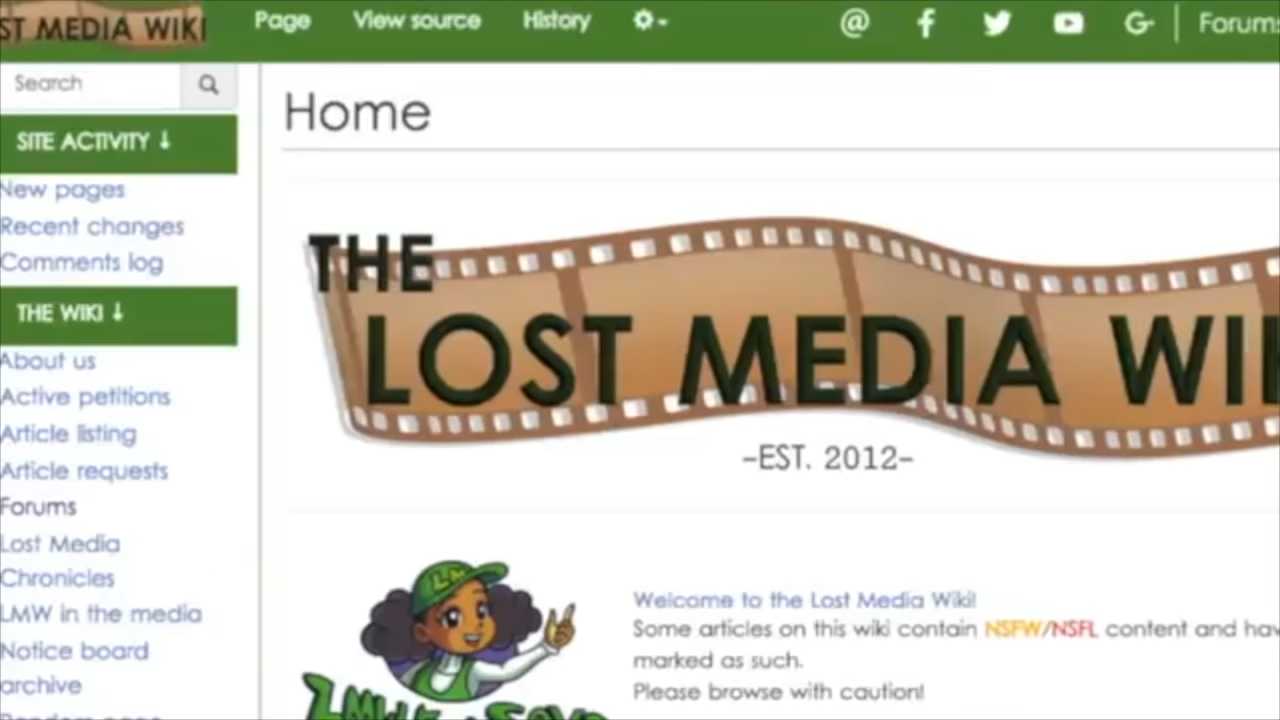 ST MEDIA WIKI
Page View source History
Forum
Search
Home
SITE ACTIVITY ↓
New pages
Recent changes
Comments log
THE WIKI ↓
About us
Active petitions
Article listing
Article requests
Forums
Lost Media
Chronicles
LMW in the media
Notice board
archive
THE
LOST MEDIA WI
-EST. 2012-
LM
Welcome to the Lost Media Wiki!
Some articles on this wiki contain NSFW/NSFL content and hav
marked as such.
Please browse with caution!